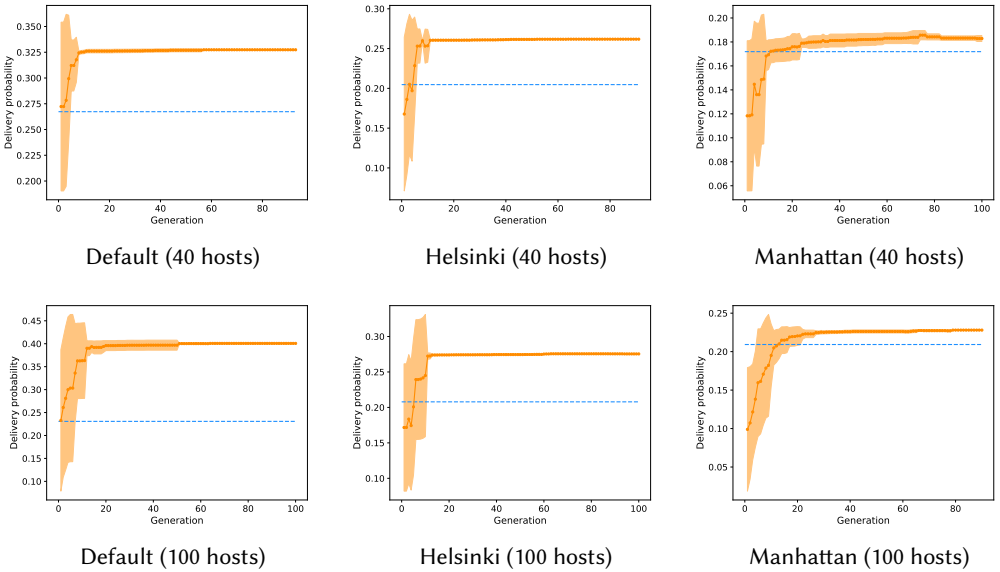 0.350
0.325
0.300
0.275
0.250
0.225
0.200
Delivery probability
0 20 40 60 80
Generation
Default (40 hosts)
0.30
0.25
0.20
0.15
0.10
Delivery probability
0 20 40 60 80
Generation
Helsinki (40 hosts)
0.20
0.18
0.16
0.14
0.12
0.10
0.08
0.06
Delivery probability
0 20 40 60 80 100
Generation
Manhattan (40 hosts)
0.45
0.40
0.35
0.30
0.25
0.20
0.15
0.10
Delivery probability
0 20 40 60 80 100
Generation
Default (100 hosts)
0.30
0.25
0.20
0.15
0.10
Delivery probability
0 20 40 60 80 100
Generation
Helsinki (100 hosts)
0.25
0.20
0.15
0.10
0.05
Delivery probability
0 20 40 60 80
Generation
Manhattan (100 hosts)